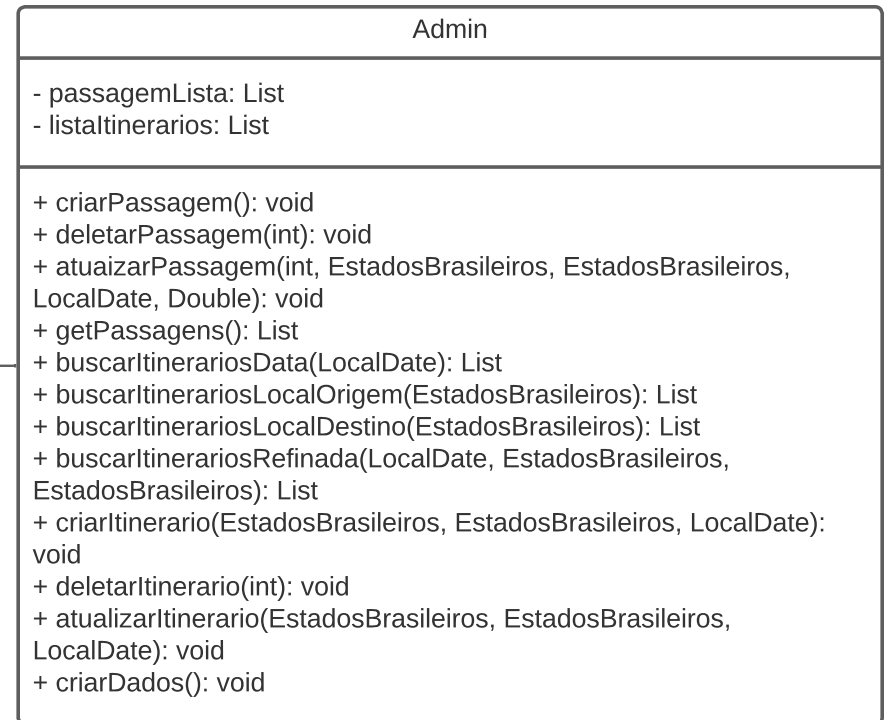 Admin
- passagemLista: List
- listaItinerarios: List
+ criarPassagem(): void
+ deletarPassagem(int): void
+ atuaizarPassagem(int, EstadosBrasileiros, EstadosBrasileiros,
LocalDate, Double): void
+ getPassagens(): List
+ buscarItinerariosData(LocalDate): List
+ buscarItinerariosLocalOrigem(EstadosBrasileiros): List
+ buscarItinerariosLocalDestino(EstadosBrasileiros): List
+ buscarItinerariosRefinada(LocalDate, EstadosBrasileiros,
EstadosBrasileiros): List
+ criarItinerario(EstadosBrasileiros, EstadosBrasileiros, LocalDate):
void
+ deletarItinerario(int): void
+ atualizarItinerario(EstadosBrasileiros, EstadosBrasileiros,
LocalDate): void
+ criarDados(): void